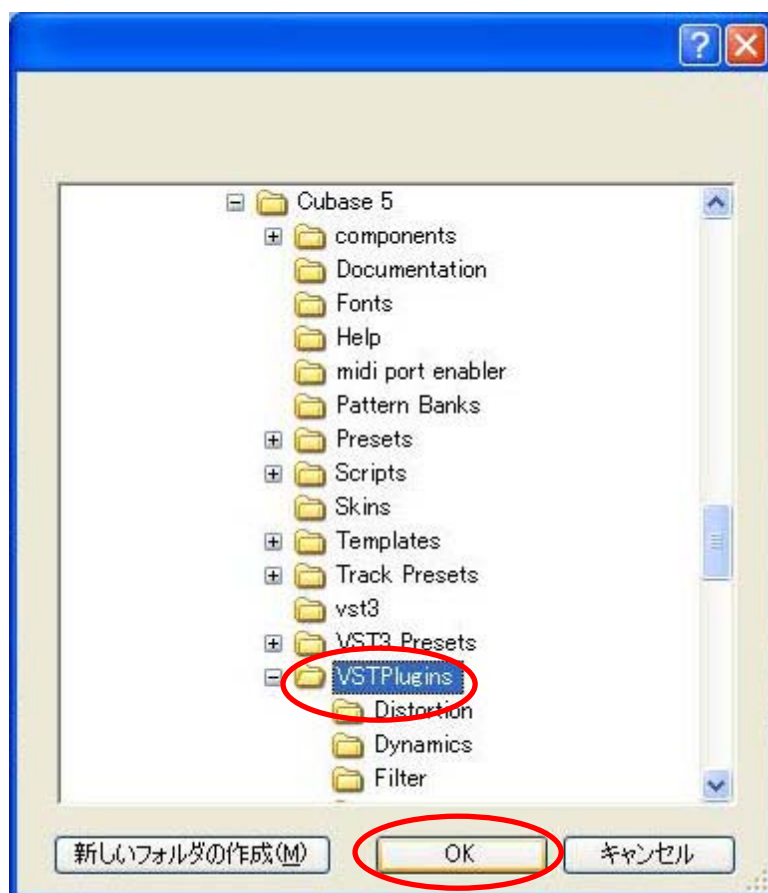 Cubase 5
components
Documentation
Fonts
Help
midi port enabler
Pattern Banks
Presets
Scripts
Skins
Templates
Track Presets
vst3
VST3 Presets
VSTPlugins
Distortion
Dynamics
Filter
新しいフォルダの作成(M) OK キャンセル